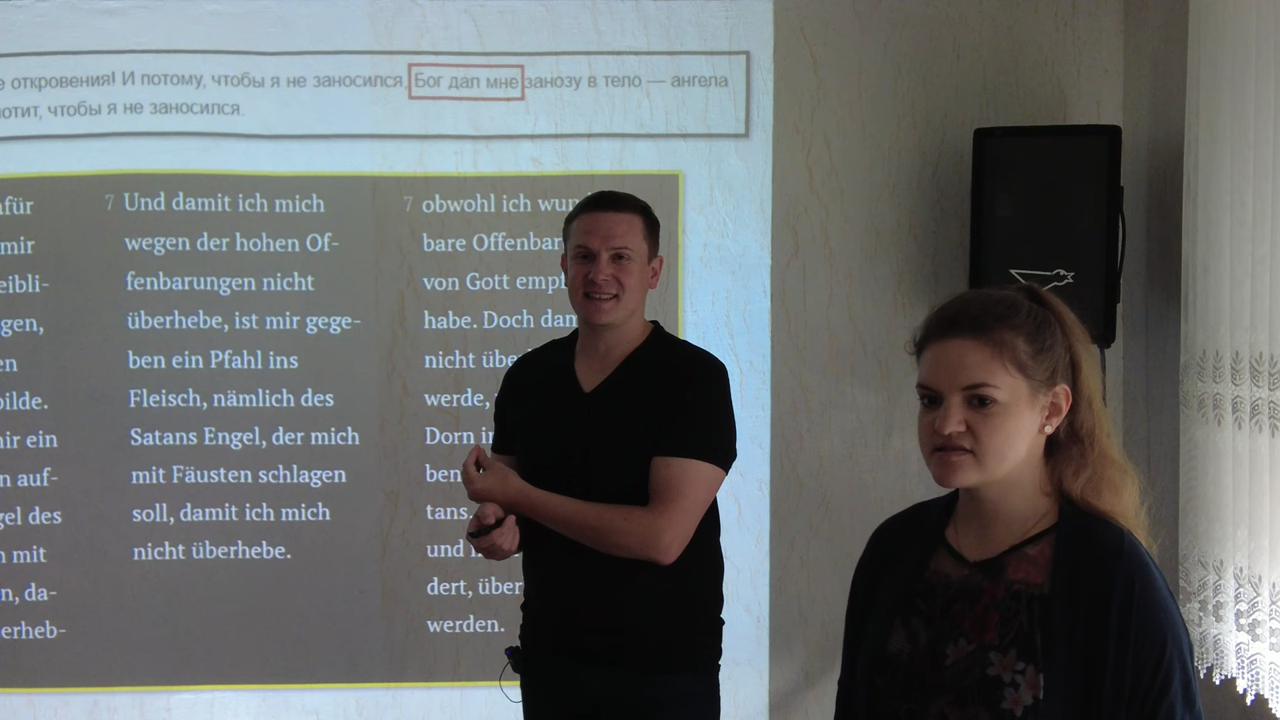 е откровения! И потому, чтобы я не заносился, Бог дал мне занозу в тело — ангела
отит, чтобы я не заносился.
für
mir
eibli-
gen,
en
bilde.
ir ein
n auf-
gel des
mit
n, da-
erheb-
7 Und damit ich mich
wegen der hohen Of-
fenbarungen nicht
überhebe, ist mir gege-
ben ein Pfahl ins
Fleisch, nämlich des
Satans Engel, der mich
mit Fäusten schlagen
soll, damit ich mich
nicht überhebe.
7 obwohl ich wun
bare Offenbar
von Gott empf
habe. Doch dam
nicht übe
werde,
Dorn in
ben
tans.
und
dert, über
werden.